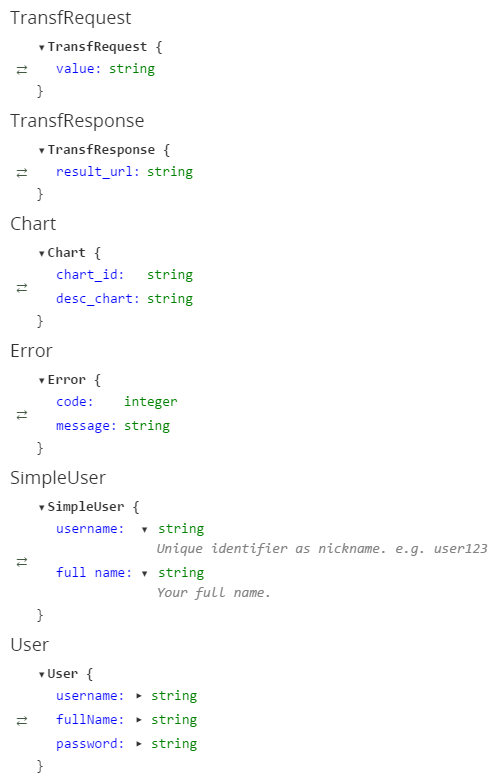 TransfRequest
▾TransfRequest {
⇄ value: string
}
TransfResponse
▾TransfResponse {
⇄ result_url: string
}
Chart
▾Chart {
chart_id: string
⇄
desc_chart: string
}
Error
▾Error {
code: integer
⇄
message: string
}
SimpleUser
▾SimpleUser {
username: ▾ string
Unique identifier as nickname. e.g. user123
⇄
full name: ▾ string
Your full name.
}
User
▾User {
username: ▸ string
⇄ fullName: ▸ string
password: ▸ string
}